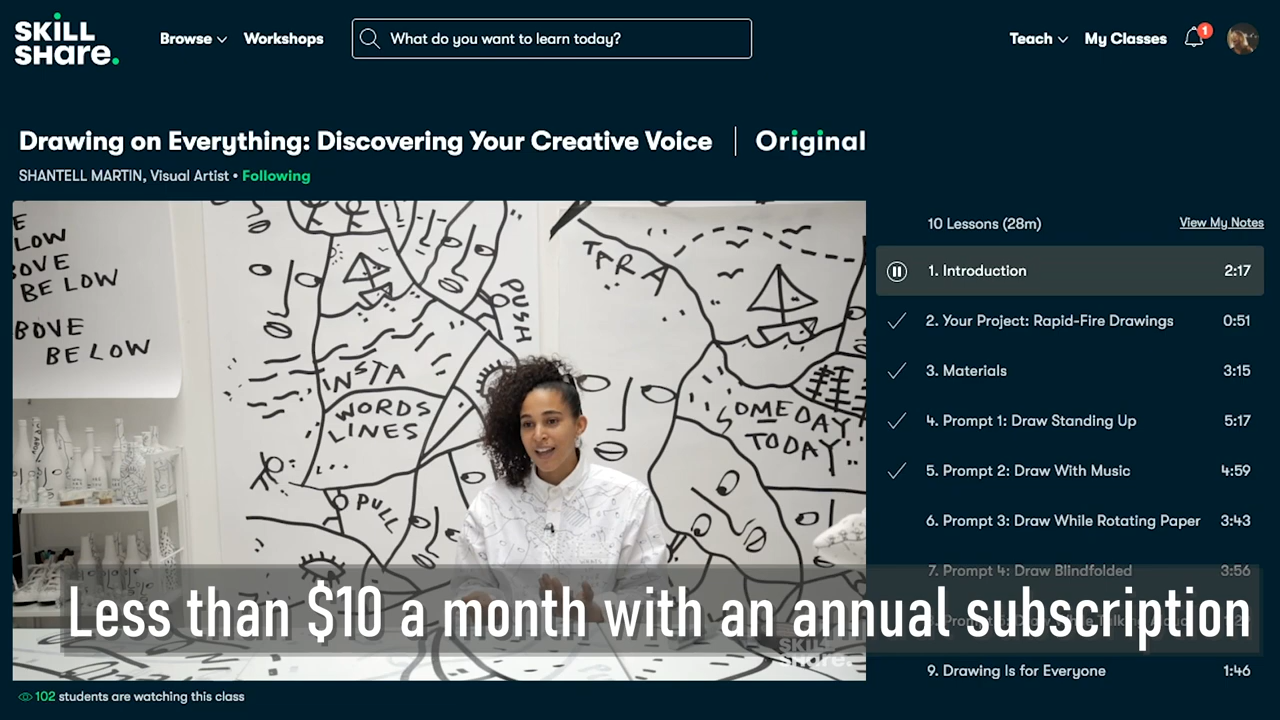 SKiLL
SHare.
Browse
Workshops
What do you want to learn today?
Teach
My Classes
1
Drawing on Everything: Discovering Your Creative Voice | Original
SHANTELL MARTIN, Visual Artist • Following
E
LOW
BOVE
BE LOW
BOVE
BELOW
TARA
PUSH
INSTA
WORDS
LINES
SOMEDAY
TODAY
PULL
10 Lessons (28m)
View My Notes
1. Introduction 2:17
2. Your Project: Rapid-Fire Drawings 0:51
3. Materials 3:15
4. Prompt 1: Draw Standing Up 5:17
5. Prompt 2: Draw With Music 4:59
6. Prompt 3: Draw While Rotating Paper 3:43
7. Prompt 4: Draw Blindfolded 3:56
Less than $10 a month with an annual subscription
SKiLL
SHare.
9. Drawing Is for Everyone 1:46
102 students are watching this class